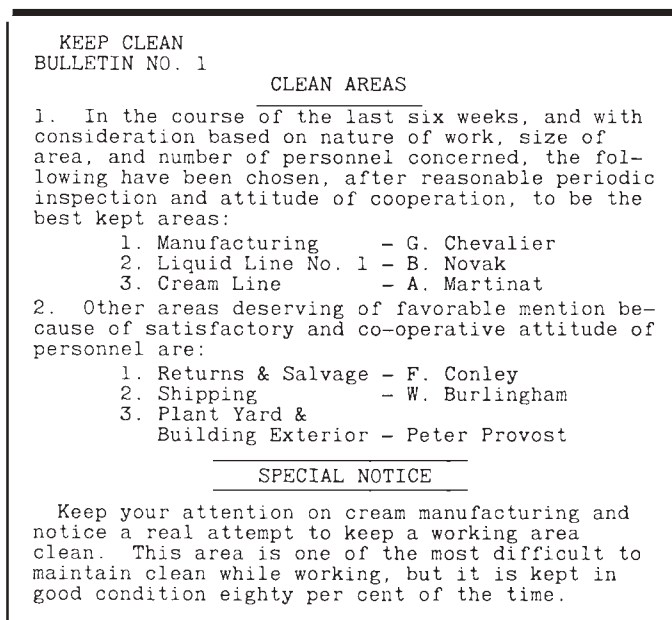 KEEP CLEAN
BULLETIN NO. 1
CLEAN AREAS
1. In the course of the last six weeks, and with
consideration based on nature of work, size of
area, and number of personnel concerned, the fol-
lowing have been chosen, after reasonable periodic
inspection and attitude of cooperation, to be the
best kept areas:
1. Manufacturing – G. Chevalier
2. Liquid Line No. 1 – B. Novak
3. Cream Line – A. Martinat
2. Other areas deserving of favorable mention be-
cause of satisfactory and co-operative attitude of
personnel are:
1. Returns & Salvage – F. Conley
2. Shipping – W. Burlingham
3. Plant Yard &
Building Exterior – Peter Provost
SPECIAL NOTICE
Keep your attention on cream manufacturing and
notice a real attempt to keep a working area
clean. This area is one of the most difficult to
maintain clean while working, but it is kept in
good condition eighty per cent of the time.